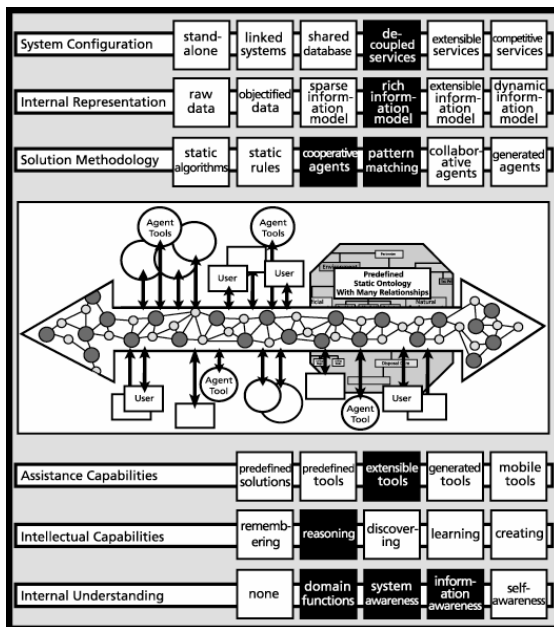 System Configuration
stand-
alone
linked
systems
shared
database
de-
coupled
services
extensible
services
competitive
services
Internal Representation
raw
data
objectified
data
sparse
inform-
ation
model
rich
inform-
ation
model
extensible
inform-
ation
model
dynamic
inform-
ation
model
Solution Methodology
static
algorithms
static
rules
cooperative
agents
pattern
matching
collabor-
ative
agents
generated
agents
Agent
Tools
Agent
Tools
User
User
Predefined
Static Ontology
With Many Relationships
Natural
User
Agent
Tool
Agent
Tool
User
Assistance Capabilities
predefined
solutions
predefined
tools
extensible
tools
generated
tools
mobile
tools
Intellectual Capabilities
rememb-
ering
reasoning
discover-
ing
learning
creating
Internal Understanding
none
domain
functions
system
awareness
inform-
ation
awareness
self-
awareness